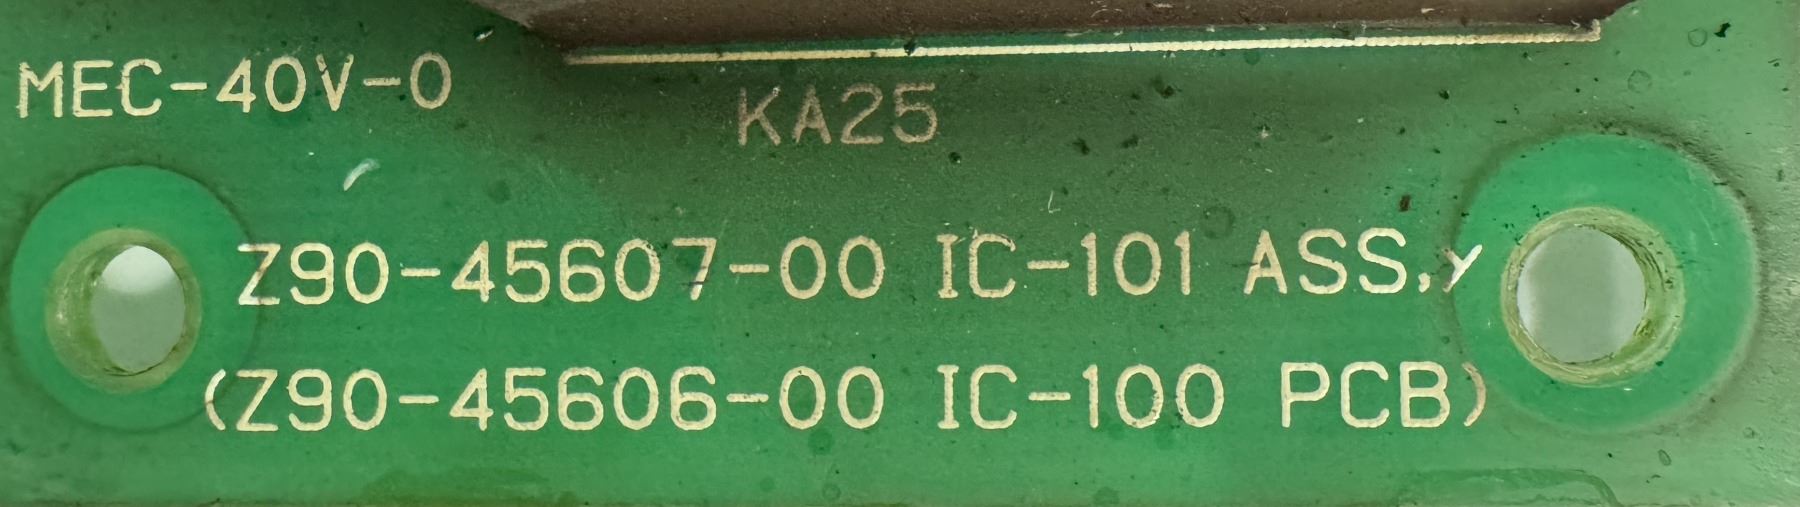 MEC-40V-0
KA25
Z90-45607-00 IC-101 ASS,Y
(Z90-45606-00 IC-100 PCB)